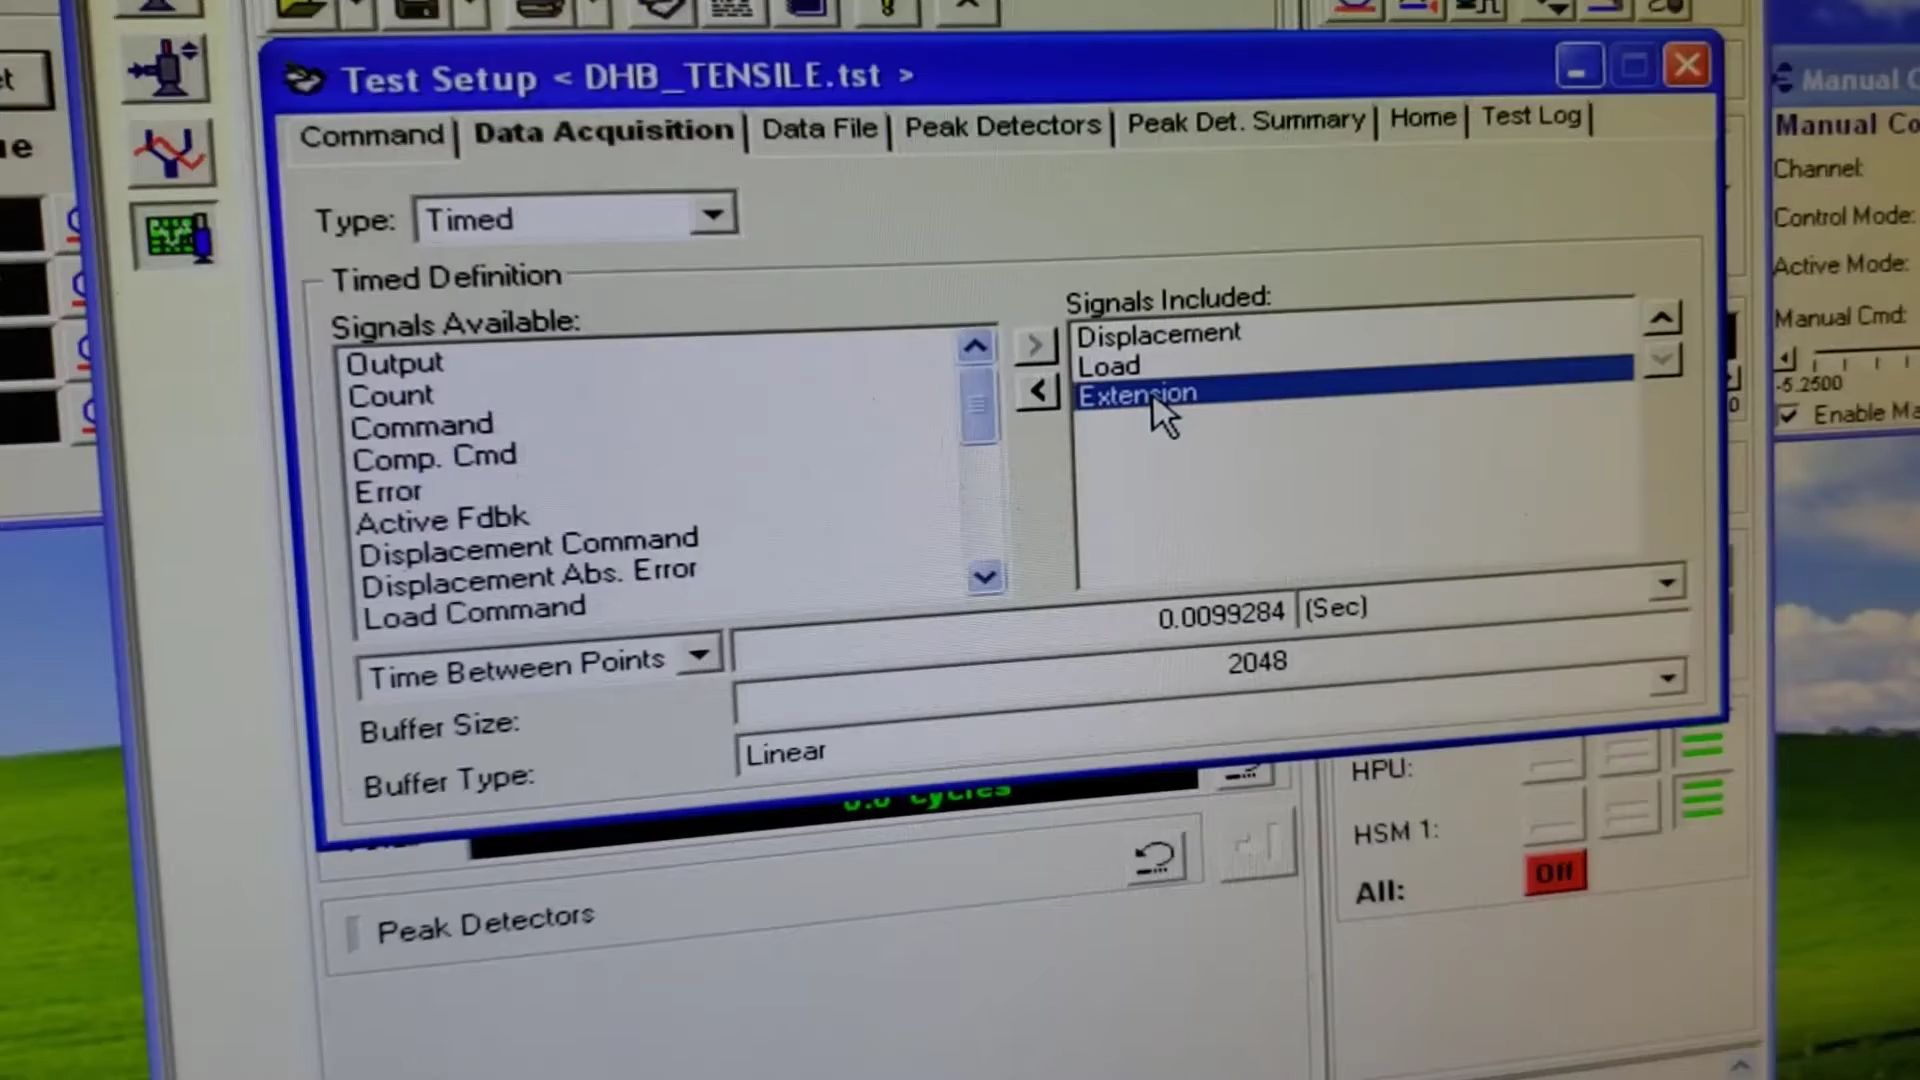 Test Setup < DHB_TENSILE.tst >
Command
Data Acquisition
Data File
Peak Detectors
Peak Det. Summary
Home
Test Log
Type:
Timed
Timed Definition
Signals Available:
Output
Count
Command
Comp. Cmd
Error
Active Fdbk
Displacement Command
Displacement Abs. Error
Load Command
Signals Included:
Displacement
Load
Extension
Time Between Points
0.0099284
(Sec)
Buffer Size:
2048
Buffer Type:
Linear
cycles
Peak Detectors
HPU:
HSM 1:
All:
Off
Manual
Manual
Channel:
Control Mode:
Active Mode:
Manual Cmd:
-5.2500
Enable